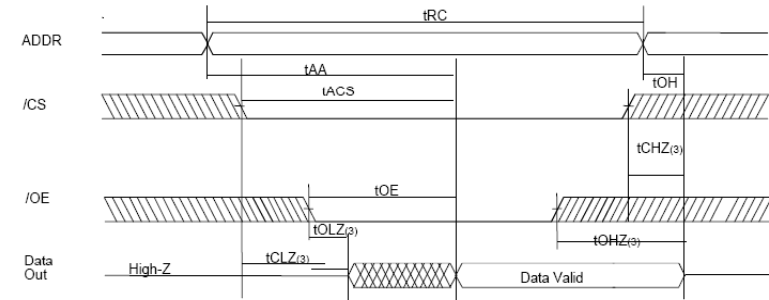 tRC
ADDR
tAA
tOH
tACS
/CS
tCHZ(3)
tOE
/OE
tOLZ(3)
tOHZ(3)
tCLZ(3)
Data
Out
High-Z
Data Valid